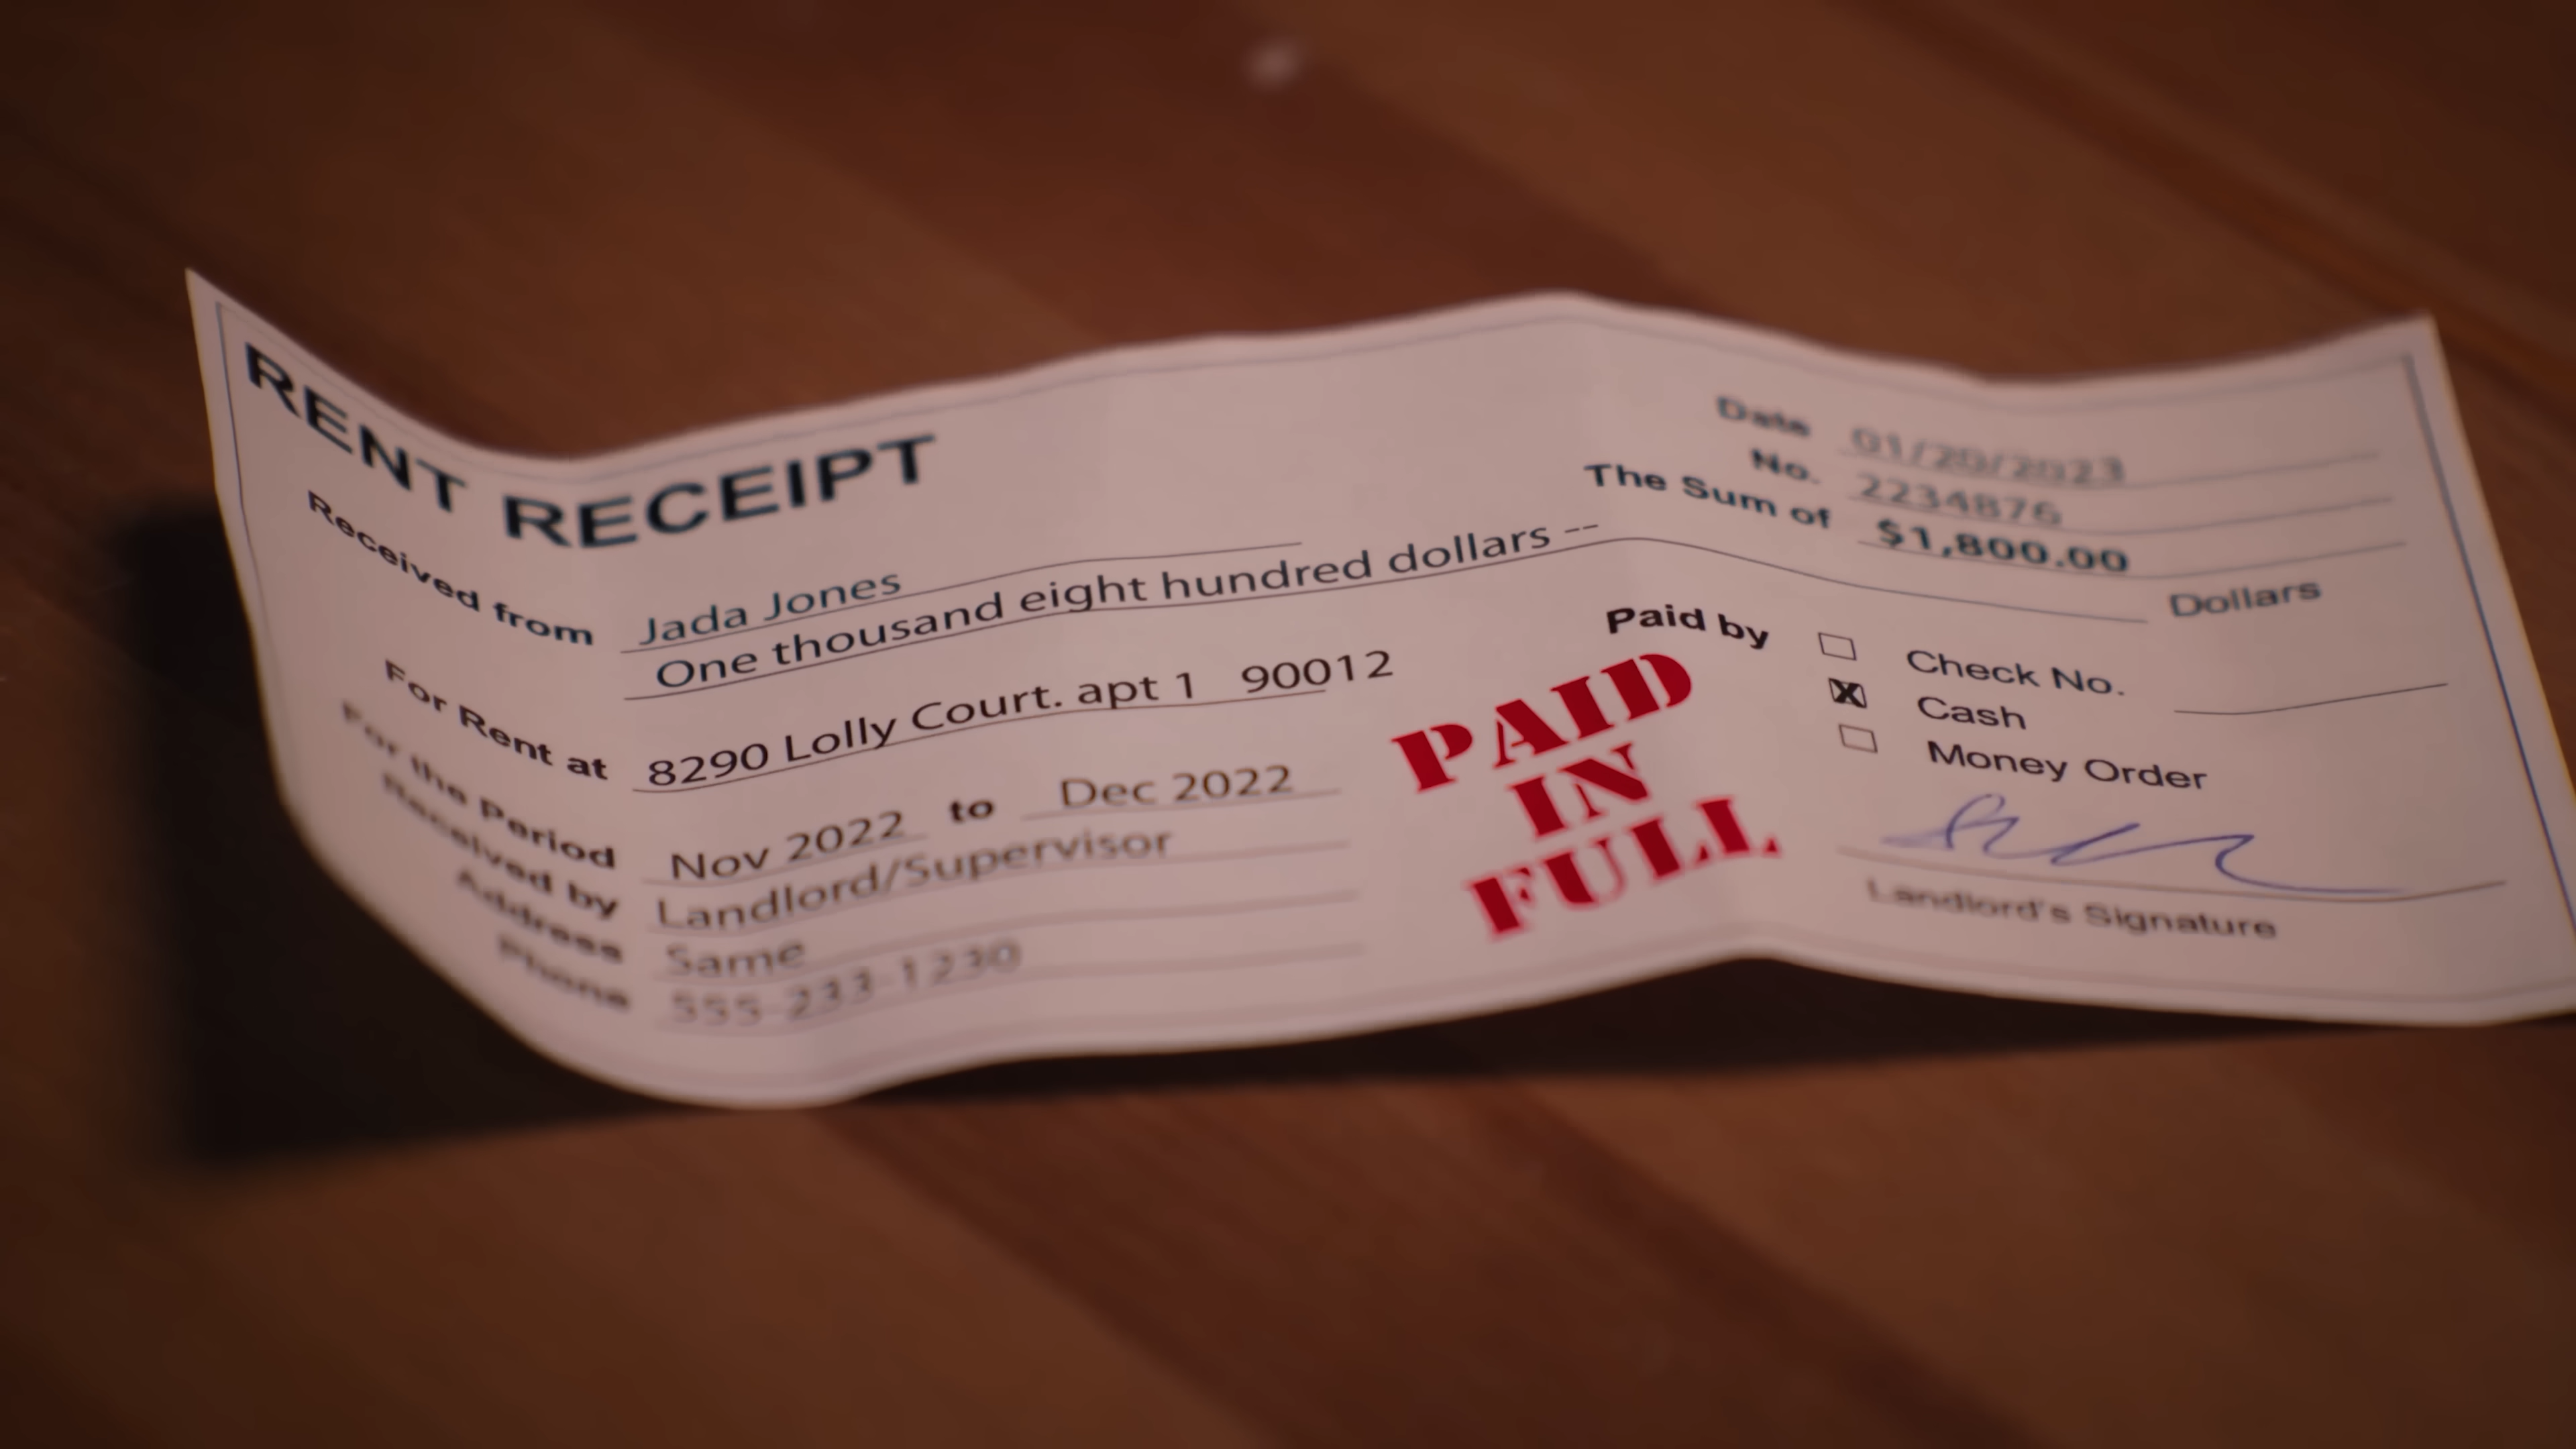 RENT RECEIPT
Date 01/20/2023
No. 2234876
The Sum of $1,800.00
Received from Jada Jones
One thousand eight hundred dollars -- Dollars
For Rent at 8290 Lolly Court. apt 1 90012
For the Period Nov 2022 to Dec 2022
Received by Landlord/Supervisor
Address Same
Phone 555-233-1230
Paid by
Check No.
X Cash
Money Order
PAID
IN
FULL
Landlord's Signature